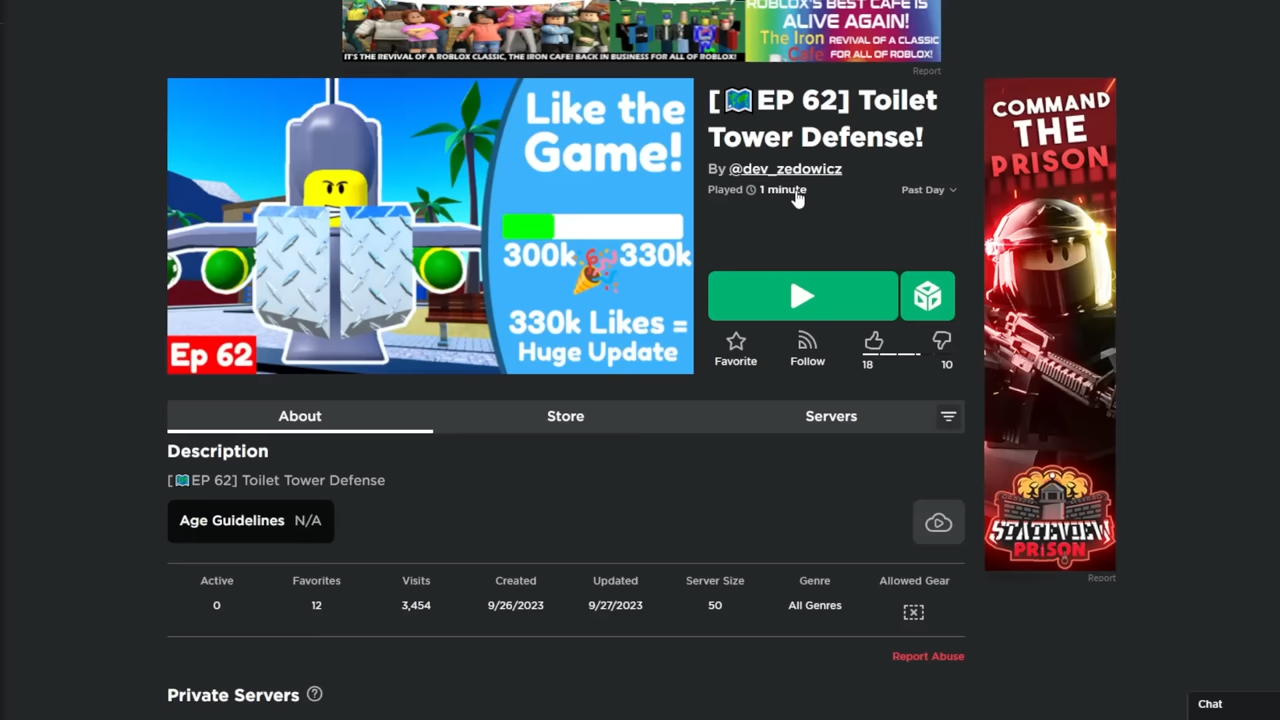 ROBLOX'S BEST CAFE IS
ALIVE AGAIN!
The Iron
Cafe
REVIVAL OF A CLASSIC
FOR ALL OF ROBLOX!
IT'S THE REVIVAL OF A ROBLOX CLASSIC, THE IRON CAFE! BACK IN BUSINESS FOR ALL OF ROBLOX!
Report
Like the
Game!
300k 330k
330k Likes =
Huge Update
Ep 62
[🗺️EP 62] Toilet
Tower Defense!
By @dev_zedowicz
Played 1 minute
Past Day
Favorite
Follow
18
10
COMMAND
THE
PRISON
STATEVIEW
PRISON
Report
About
Store
Servers
Description
[🗺️EP 62] Toilet Tower Defense
Age Guidelines N/A
Active Favorites Visits Created Updated Server Size Genre Allowed Gear
0 12 3,454 9/26/2023 9/27/2023 50 All Genres
Report Abuse
Private Servers ?
Chat